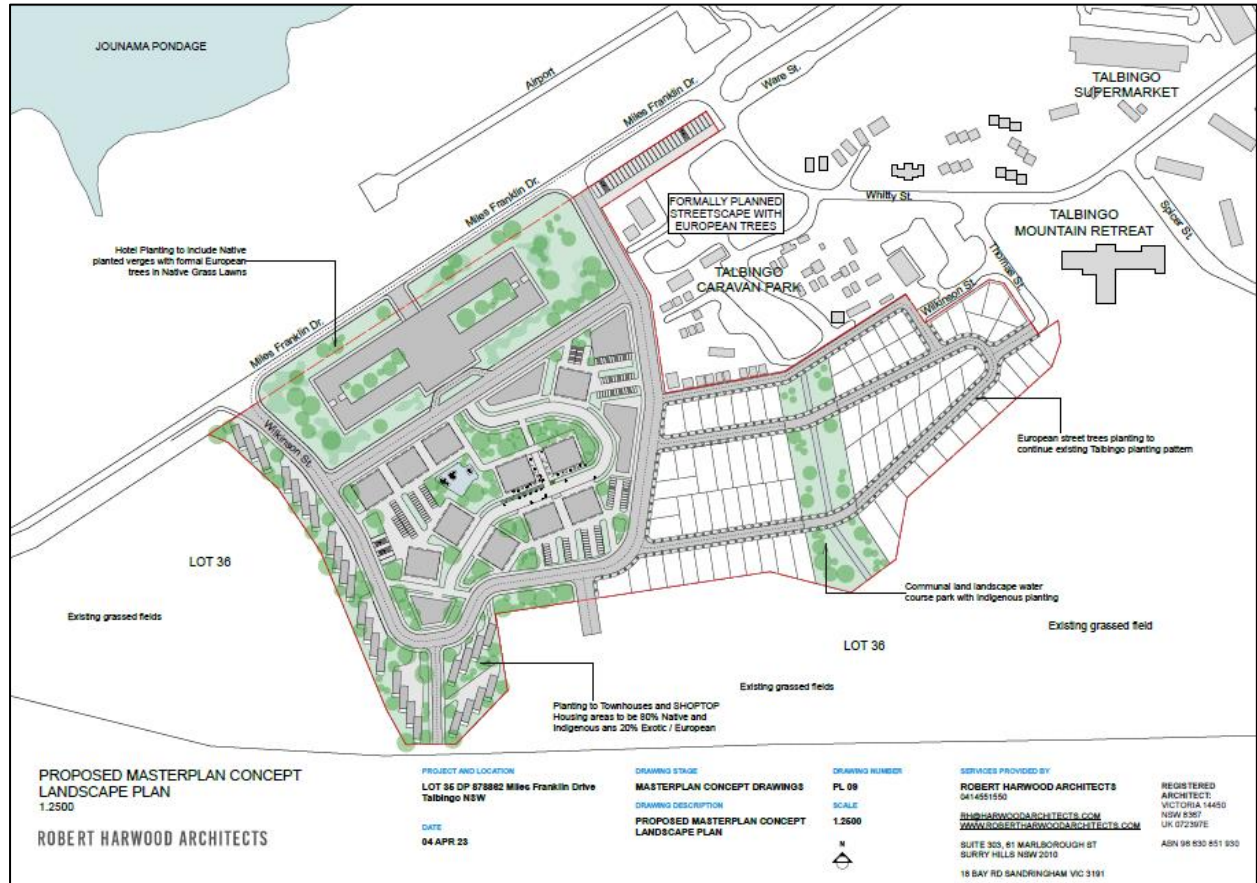 JOUNAMA PONDAGE
Airport
Miles Franklin Dr.
Ware St.
TALBINGO
SUPERMARKET
Miles Franklin Dr.
FORMALLY PLANNED
STREETSCAPE WITH
EUROPEAN TREES
Whitty St.
Spicer St.
TALBINGO
MOUNTAIN RETREAT
Thomas St.
Hotel Planting to include Native
planted verges with formal European
trees in Native Grass Lawns
TALBINGO
CARAVAN PARK
Wilkinson St.
Miles Franklin Dr.
Wilkinson St.
European street trees planting to
continue existing Talbingo planting pattern
LOT 36
Communal land landscape water
course park with indigenous planting
Existing grassed fields
Existing grassed field
LOT 36
Existing grassed fields
Planting to Townhouses and SHOPTOP
Housing areas to be 80% Native and
Indigenous ans 20% Exotic / European
PROPOSED MASTERPLAN CONCEPT
LANDSCAPE PLAN
1.2500
ROBERT HARWOOD ARCHITECTS
PROJECT AND LOCATION
LOT 35 DP 878862 Miles Franklin Drive
Talbingo NSW
DATE
04 APR 23
DRAWING STAGE
MASTERPLAN CONCEPT DRAWINGS
DRAWING DESCRIPTION
PROPOSED MASTERPLAN CONCEPT
LANDSCAPE PLAN
DRAWING NUMBER
PL 09
SCALE
1.2500
N
SERVICES PROVIDED BY
ROBERT HARWOOD ARCHITECTS
0414551550
RH@HARWOODARCHITECTS.COM
WWW.ROBERTHARWOODARCHITECTS.COM
SUITE 303, 61 MARLBOROUGH ST
SURRY HILLS NSW 2010
18 BAY RD SANDRINGHAM VIC 3191
REGISTERED
ARCHITECT:
VICTORIA 14450
NSW 8367
UK 072397E
ABN 96 630 851 930